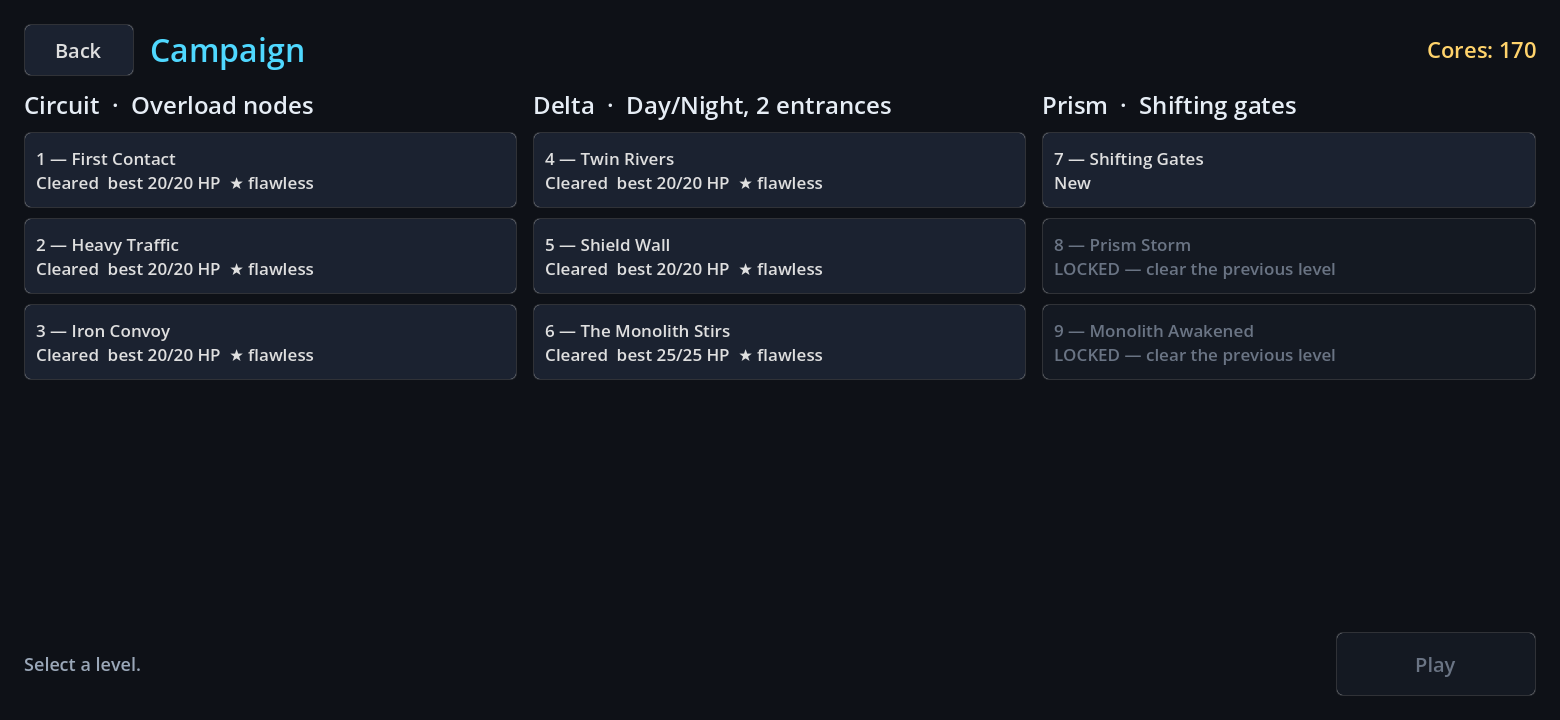 Back
Campaign
Cores: 170
Circuit · Overload nodes
1 — First Contact
Cleared best 20/20 HP ★ flawless
2 — Heavy Traffic
Cleared best 20/20 HP ★ flawless
3 — Iron Convoy
Cleared best 20/20 HP ★ flawless
Delta · Day/Night, 2 entrances
4 — Twin Rivers
Cleared best 20/20 HP ★ flawless
5 — Shield Wall
Cleared best 20/20 HP ★ flawless
6 — The Monolith Stirs
Cleared best 25/25 HP ★ flawless
Prism · Shifting gates
7 — Shifting Gates
New
8 — Prism Storm
LOCKED — clear the previous level
9 — Monolith Awakened
LOCKED — clear the previous level
Select a level.
Play